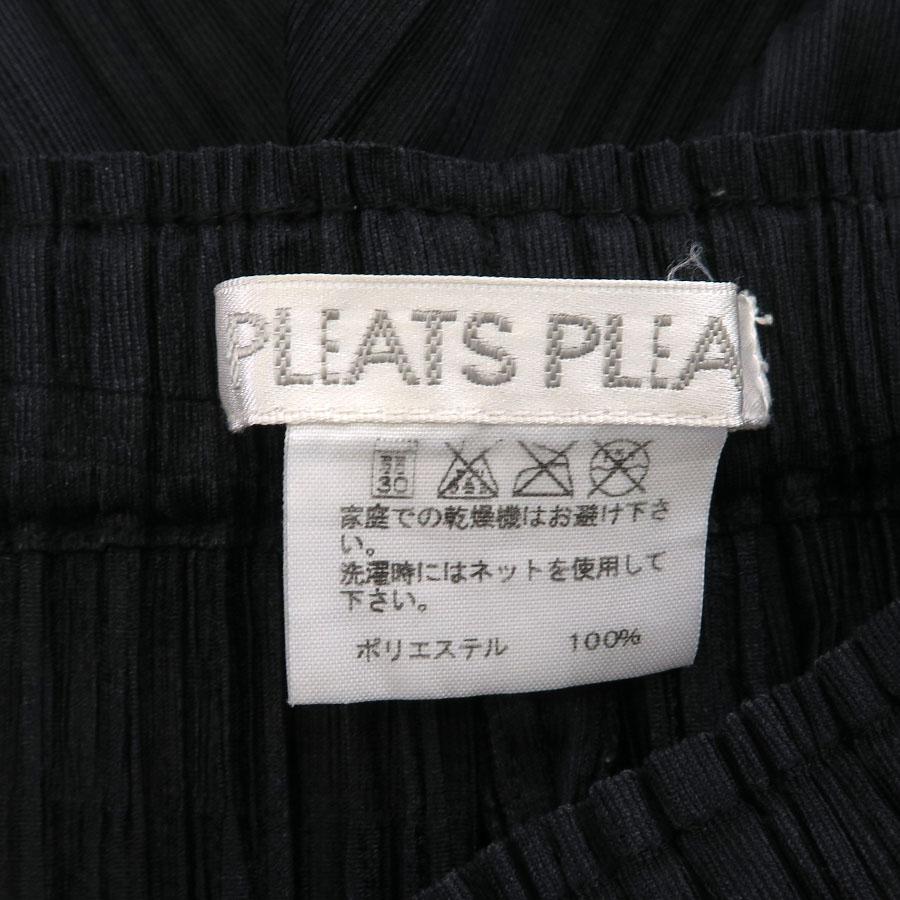 PLEATS PLEA
30
家庭での乾燥機はお避け下さ
い。
洗濯時にはネットを使用して
下さい。
ポリエステル 100%